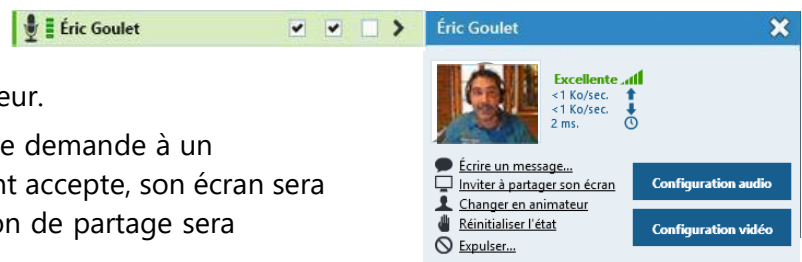 Éric Goulet
eur.
e demande à un
nt accepte, son écran sera
on de partage sera
Éric Goulet
Excellente
<1 Ko/sec.
<1 Ko/sec.
2 ms.
Écrire un message...
Inviter à partager son écran
Changer en animateur
Réinitialiser l'état
Expulser...
Configuration audio
Configuration vidéo